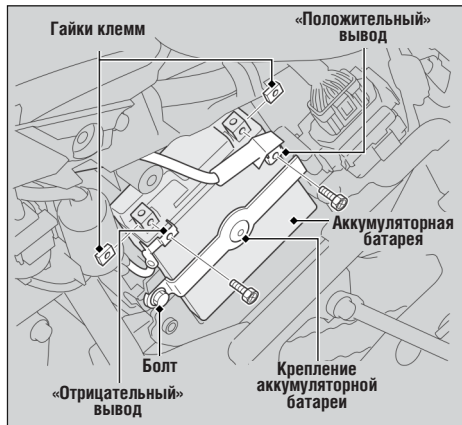 Гайки клемм
«Положительный»
вывод
Аккумуляторная
батарея
Болт
Крепление
аккумуляторной
батареи
«Отрицательный»
вывод